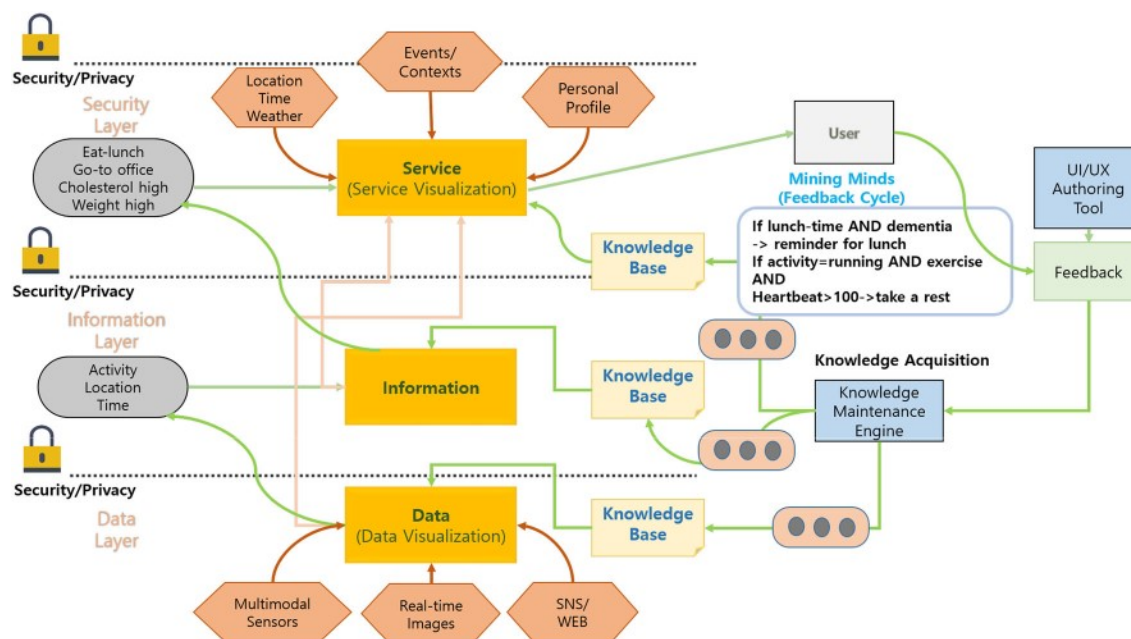 Events/
Contexts
Location
Time
Weather
Personal
Profile
Security/Privacy
Security
Layer
Eat-lunch
Go-to office
Cholesterol high
Weight high
Service
(Service Visualization)
User
Mining Minds
(Feedback Cycle)
UI/UX
Authoring
Tool
If lunch-time AND dementia
-> reminder for lunch
If activity=running AND exercise
AND
Heartbeat>100->take a rest
Knowledge
Base
Feedback
Security/Privacy
Information
Layer
Activity
Location
Time
Information
Knowledge
Base
Knowledge Acquisition
Knowledge
Maintenance
Engine
Security/Privacy
Data
Layer
Data
(Data Visualization)
Knowledge
Base
Multimodal
Sensors
Real-time
Images
SNS/
WEB